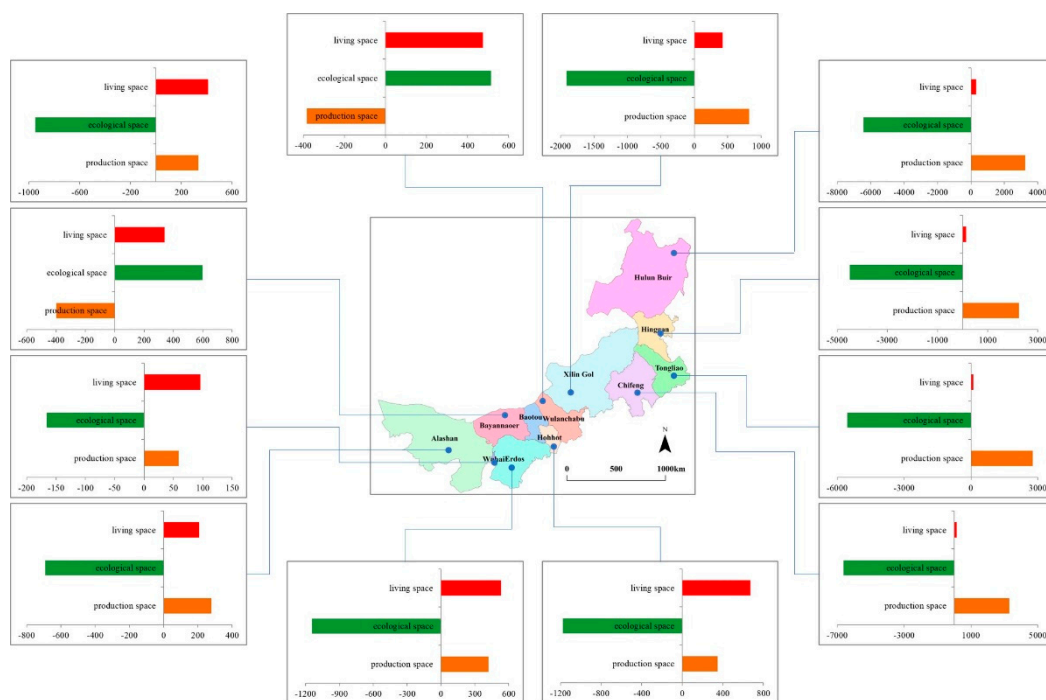 living space
ecological space
production space
-400 -200 0 200 400 600
living space
ecological space
production space
-2000 -1500 -1000 -500 0 500 1000
living space
ecological space
production space
-1000 -600 -200 200 600
living space
ecological space
production space
-8000 -6000 -4000 -2000 0 2000 4000
living space
ecological space
production space
-600 -400 -200 0 200 400 600 800
living space
ecological space
production space
-5000 -3000 -1000 1000 3000
living space
ecological space
production space
-200 -150 -100 -50 0 50 100 150
living space
ecological space
production space
-6000 -3000 0 3000
living space
ecological space
production space
-800 -600 -400 -200 0 200 400
living space
ecological space
production space
-7000 -3000 1000 5000
Hulun Buir
Xilin Gol
Tongliao
Chifeng
Baotou
Wulanchabu
Bayannaoer
Alashan
Hohhot
Wuhai
Erdos
N
0 500 1000km
living space
ecological space
production space
-1200 -900 -600 -300 0 300 600
living space
ecological space
production space
-1200 -800 -400 0 400 800